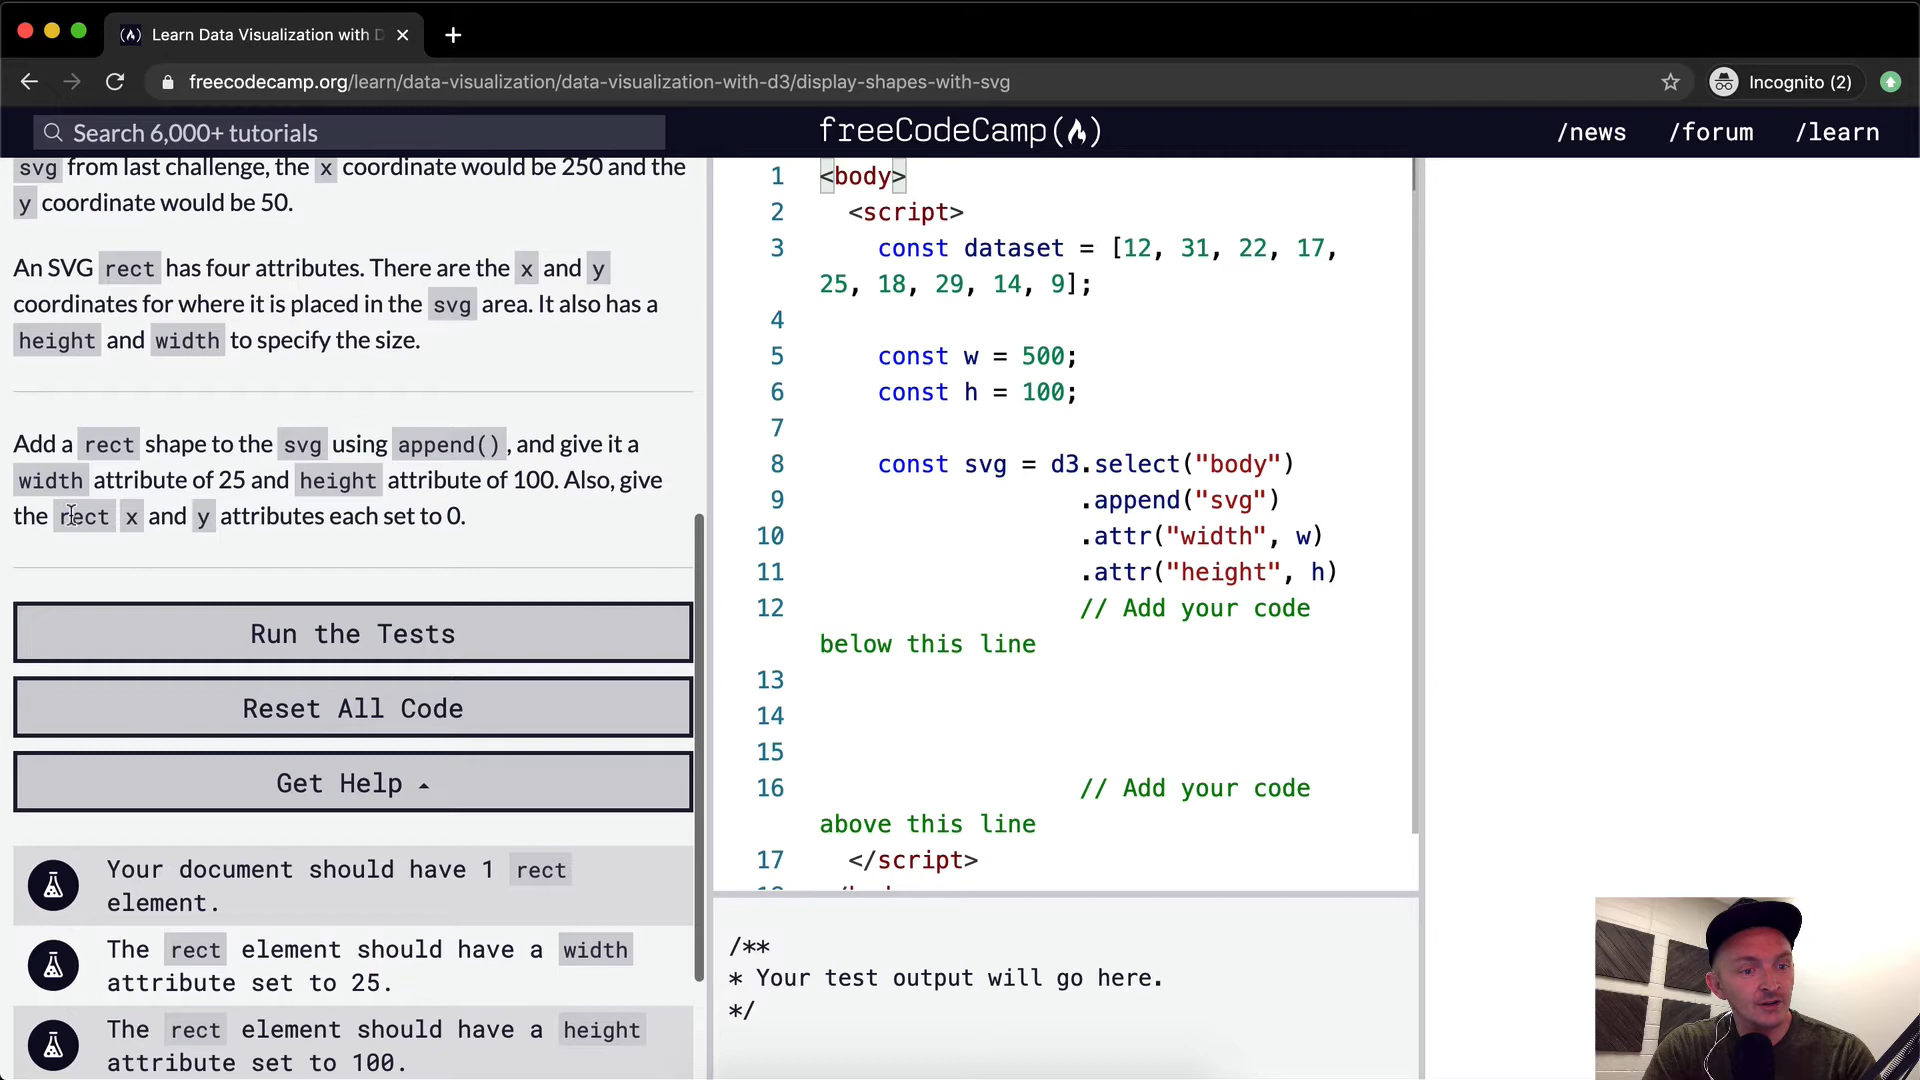 Learn Data Visualization with D
freecodecamp.org/learn/data-visualization/data-visualization-with-d3/display-shapes-with-svg
Incognito (2)
Search 6,000+ tutorials
freeCodeCamp
/news /forum /learn
svg from last challenge, the x coordinate would be 250 and the
y coordinate would be 50.
An SVG rect has four attributes. There are the x and y
coordinates for where it is placed in the svg area. It also has a
height and width to specify the size.
Add a rect shape to the svg using append(), and give it a
width attribute of 25 and height attribute of 100. Also, give
the rect x and y attributes each set to 0.
Run the Tests
Reset All Code
Get Help
Your document should have 1 rect
element.
The rect element should have a width
attribute set to 25.
The rect element should have a height
attribute set to 100.
1 <body>
2 <script>
3 const dataset = [12, 31, 22, 17,
25, 18, 29, 14, 9];
4
5 const w = 500;
6 const h = 100;
7
8 const svg = d3.select("body")
9 .append("svg")
10 .attr("width", w)
11 .attr("height", h)
12 // Add your code
below this line
13
14
15
16 // Add your code
above this line
17 </script>
/**
* Your test output will go here.
*/